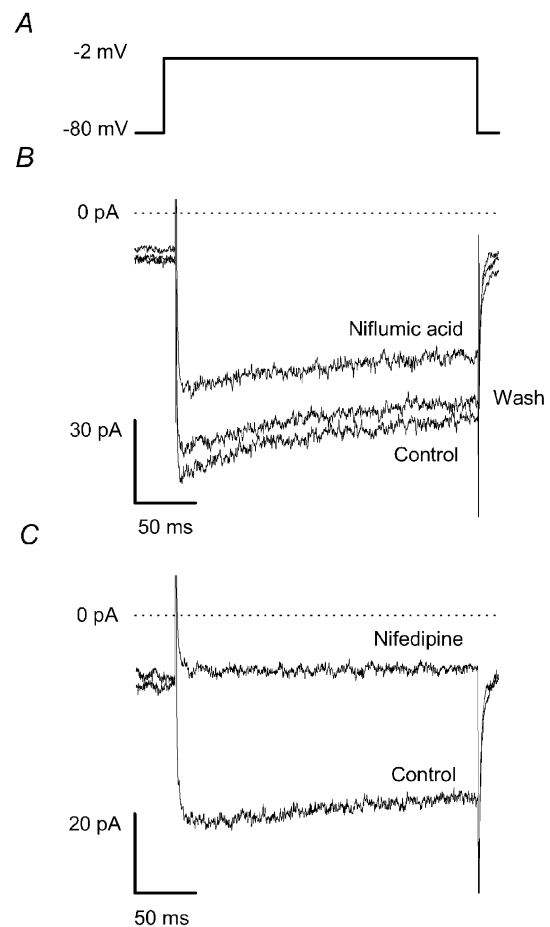 A
-2 mV
-80 mV
B
0 pA
Niflumic acid
Wash
30 pA
Control
50 ms
C
0 pA
Nifedipine
Control
20 pA
50 ms